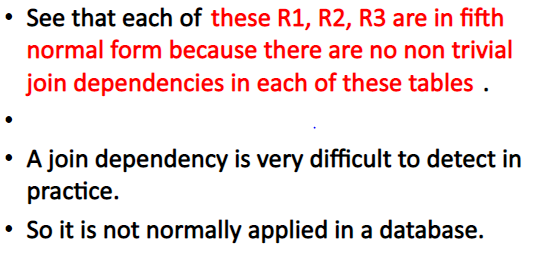 • See that each of these R1, R2, R3 are in fifth
normal form because there are no non trivial
join dependencies in each of these tables .
•
• A join dependency is very difficult to detect in
practice.
• So it is not normally applied in a database.